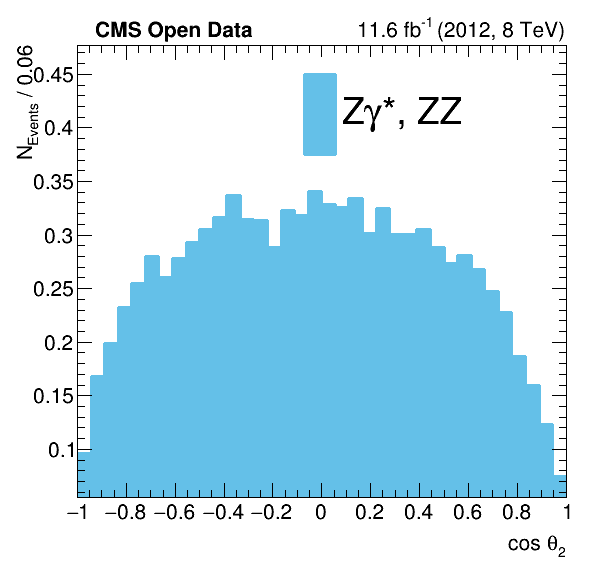 CMS Open Data
11.6 fb⁻¹ (2012, 8 TeV)
N_Events / 0.06
0.45
0.4
0.35
0.3
0.25
0.2
0.15
0.1
Zγ*, ZZ
−1 −0.8 −0.6 −0.4 −0.2 0 0.2 0.4 0.6 0.8 1
cos θ₂